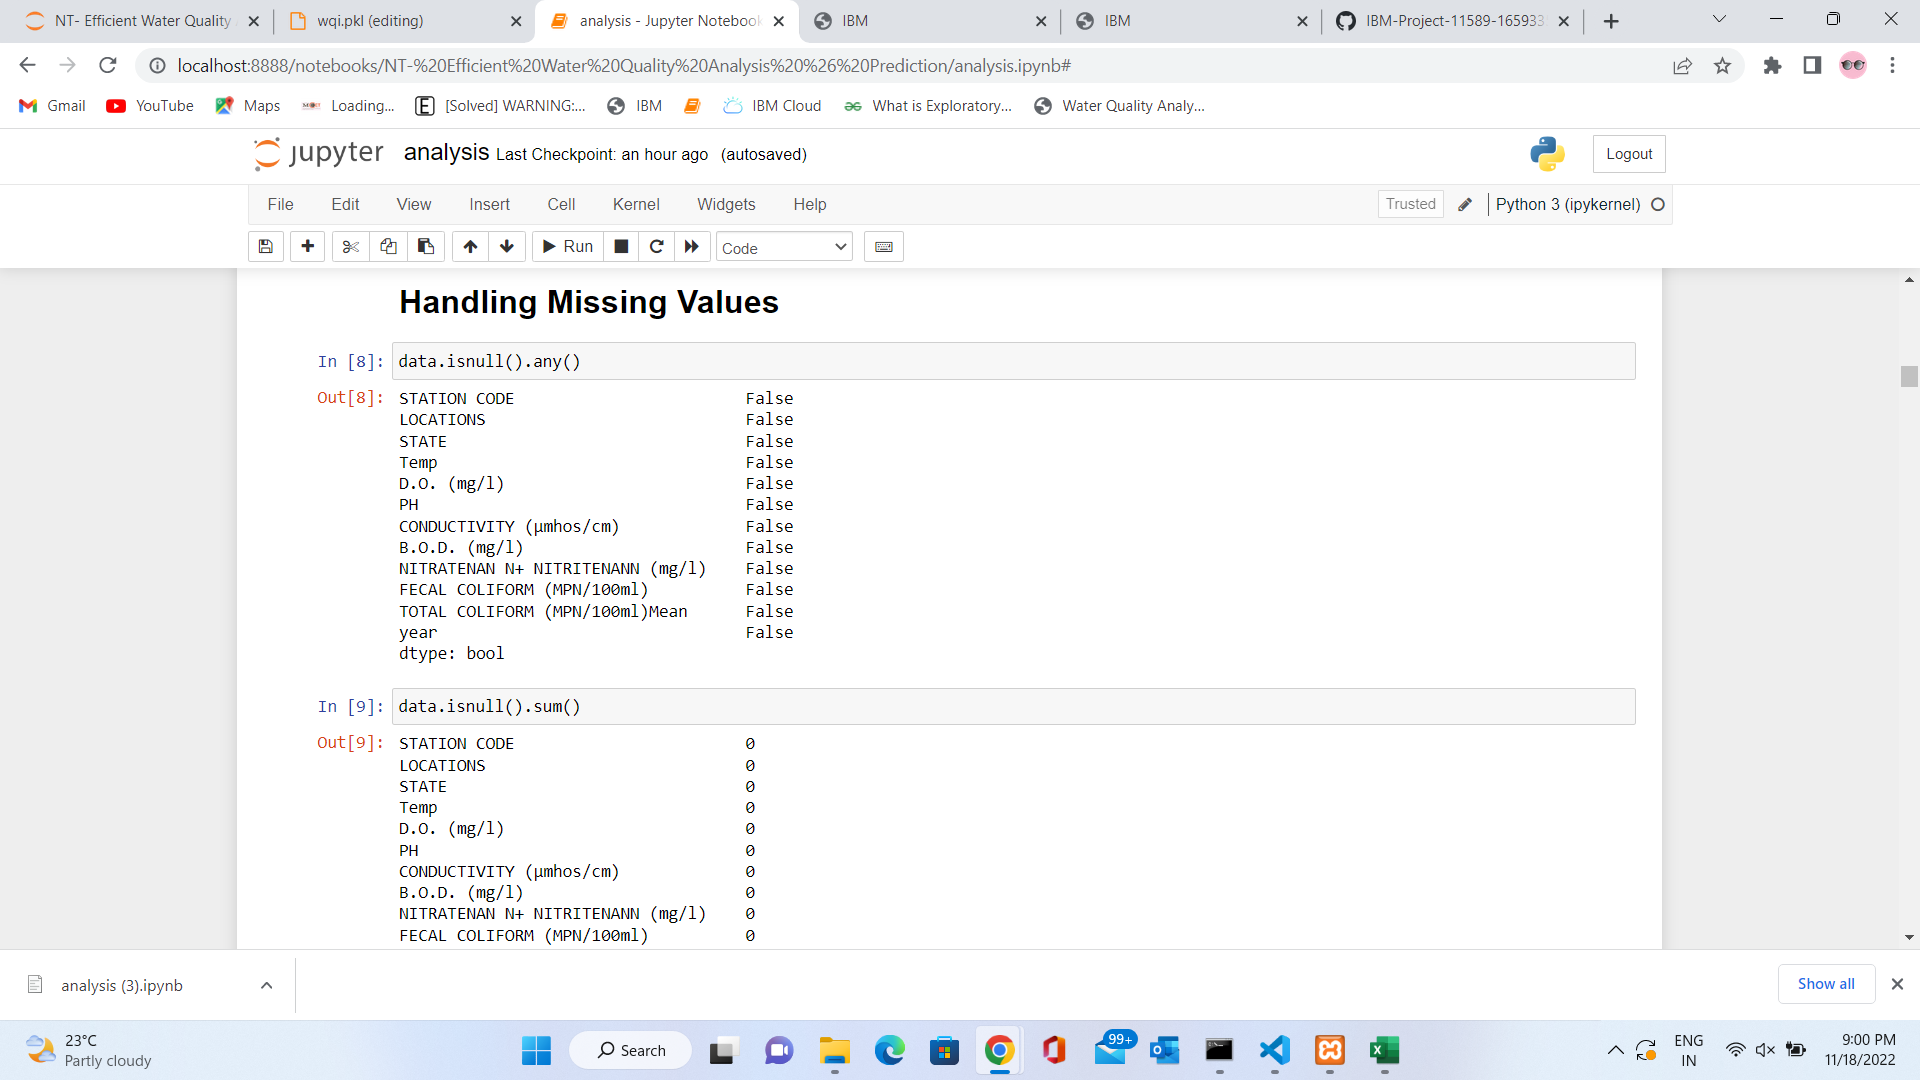 NT- Efficient Water Quality
wqi.pkl (editing)
analysis - Jupyter Notebook
IBM
IBM
IBM-Project-11589-165933
localhost:8888/notebooks/NT-%20Efficient%20Water%20Quality%20Analysis%20%26%20Prediction/analysis.ipynb#
Gmail
YouTube
Maps
Loading...
[Solved] WARNING:...
IBM
IBM Cloud
What is Exploratory...
Water Quality Analy...
jupyter
analysis Last Checkpoint: an hour ago (autosaved)
Logout
File Edit View Insert Cell Kernel Widgets Help
Trusted
Python 3 (ipykernel)
Run
Code
Handling Missing Values
In [8]: data.isnull().any()
Out[8]: STATION CODE False
LOCATIONS False
STATE False
Temp False
D.O. (mg/l) False
PH False
CONDUCTIVITY (µmhos/cm) False
B.O.D. (mg/l) False
NITRATENAN N+ NITRITENANN (mg/l) False
FECAL COLIFORM (MPN/100ml) False
TOTAL COLIFORM (MPN/100ml)Mean False
year False
dtype: bool
In [9]: data.isnull().sum()
Out[9]: STATION CODE 0
LOCATIONS 0
STATE 0
Temp 0
D.O. (mg/l) 0
PH 0
CONDUCTIVITY (µmhos/cm) 0
B.O.D. (mg/l) 0
NITRATENAN N+ NITRITENANN (mg/l) 0
FECAL COLIFORM (MPN/100ml) 0
analysis (3).ipynb
Show all
23°C
Partly cloudy
Search
99+
ENG
IN
9:00 PM
11/18/2022